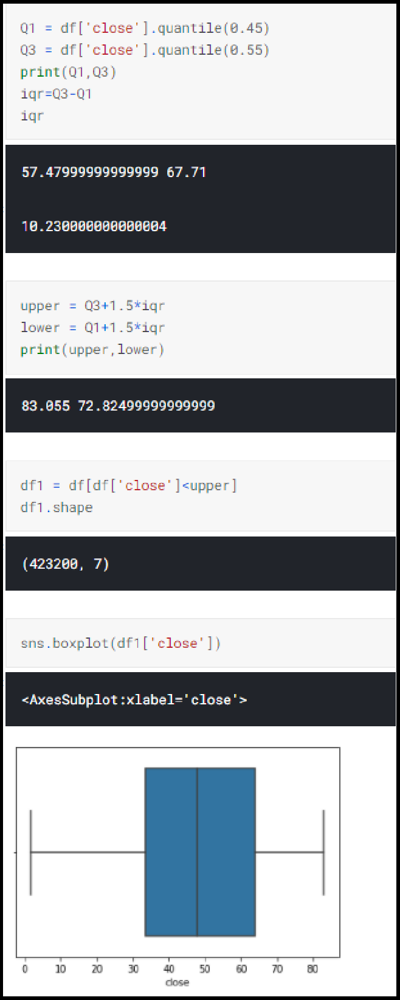 Q1 = df['close'].quantile(0.45)
Q3 = df['close'].quantile(0.55)
print(Q1,Q3)
iqr=Q3-Q1
iqr
57.47999999999999 67.71
10.230000000000004
upper = Q3+1.5*iqr
lower = Q1+1.5*iqr
print(upper,lower)
83.055 72.82499999999999
df1 = df[df['close']<upper]
df1.shape
(423200, 7)
sns.boxplot(df1['close'])
<AxesSubplot:xlabel='close'>
0 10 20 30 40 50 60 70 80
close